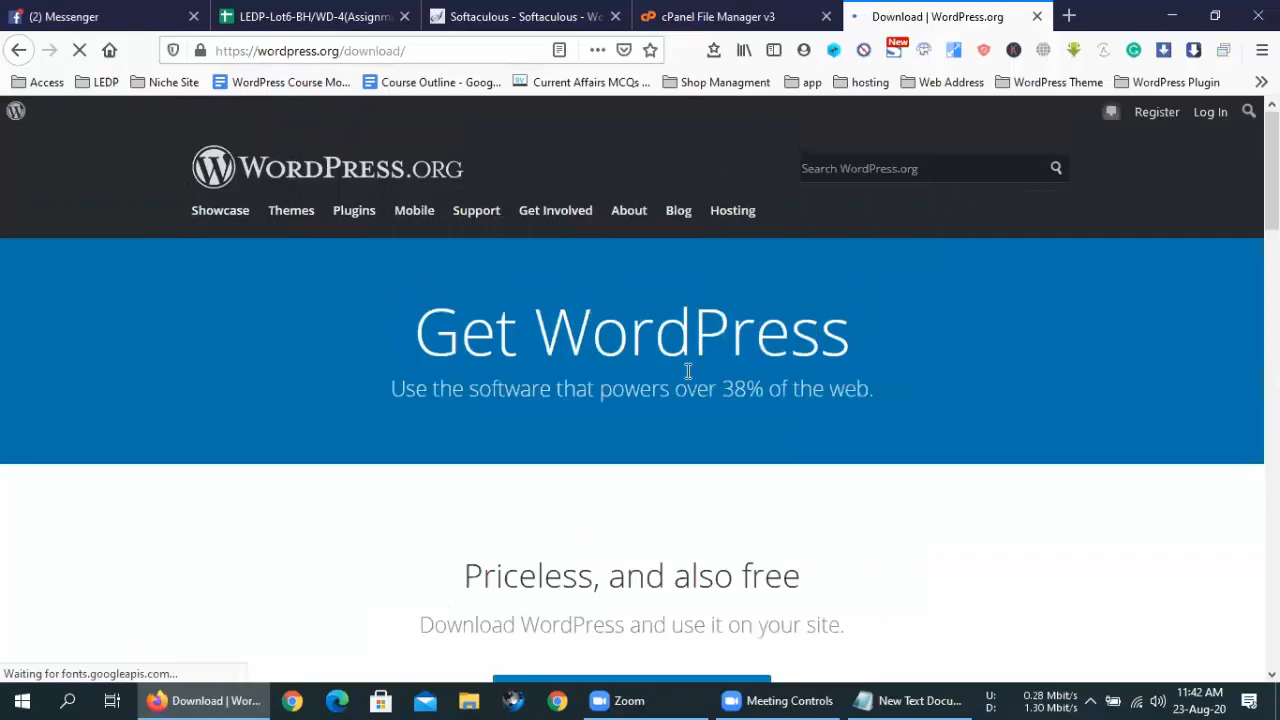 (2) Messenger
LEDP-Lot6-BH/WD-4(Assignm
Softaculous - Softaculous - Wo
cPanel File Manager v3
Download | WordPress.org
https://wordpress.org/download/
New
Access
LEDP
Niche Site
WordPress Course Mo...
Course Outline - Goog...
Current Affairs MCQs ...
Shop Managment
app
hosting
Web Address
WordPress Theme
WordPress Plugin
Register
Log In
WORDPRESS.ORG
Search WordPress.org
Showcase
Themes
Plugins
Mobile
Support
Get Involved
About
Blog
Hosting
Get WordPress
Use the software that powers over 38% of the web.
Priceless, and also free
Download WordPress and use it on your site.
Waiting for fonts.googleapis.com...
Download | Wor...
Zoom
Meeting Controls
New Text Docu...
U: 0.28 Mbit/s
D: 1.30 Mbit/s
11:42 AM
23-Aug-20